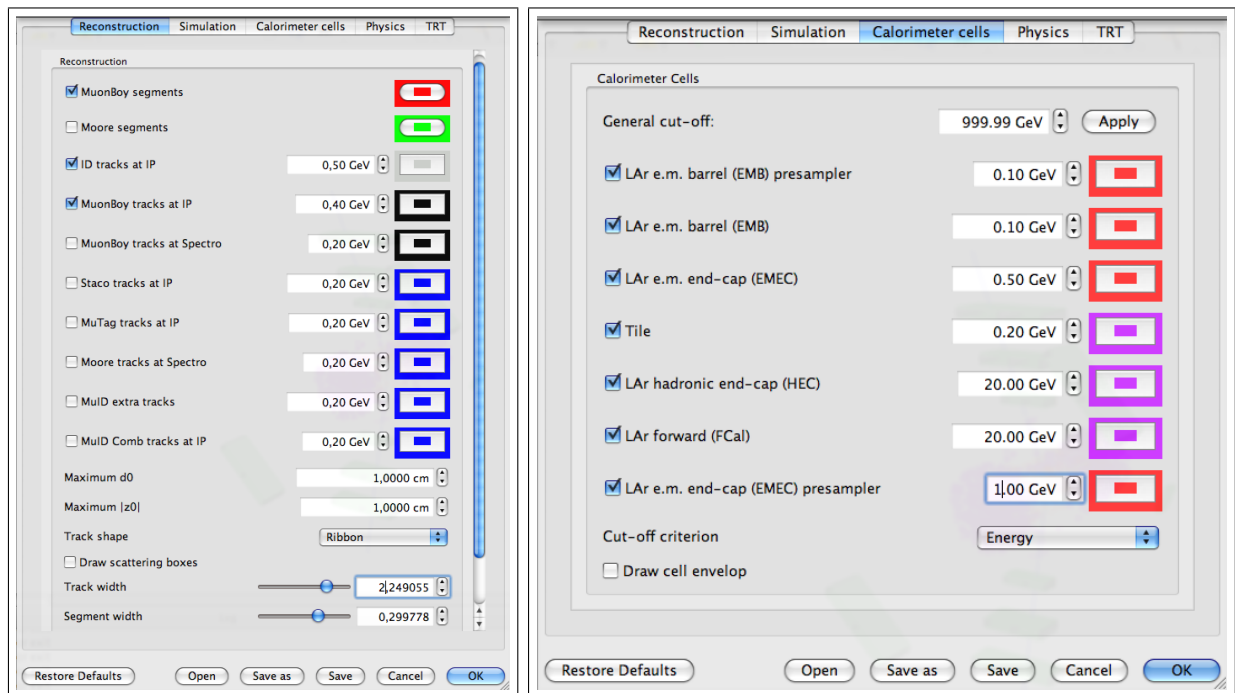 Reconstruction Simulation Calorimeter cells Physics TRT
Reconstruction
MuonBoy segments
Moore segments
ID tracks at IP 0,50 GeV
MuonBoy tracks at IP 0,40 GeV
MuonBoy tracks at Spectro 0,20 GeV
Staco tracks at IP 0,20 GeV
MuTag tracks at IP 0,20 GeV
Moore tracks at Spectro 0,20 GeV
MuID extra tracks 0,20 GeV
MuID Comb tracks at IP 0,20 GeV
Maximum d0 1,0000 cm
Maximum |z0| 1,0000 cm
Track shape Ribbon
Draw scattering boxes
Track width 2,249055
Segment width 0,299778
Restore Defaults Open Save as Save Cancel OK
Reconstruction Simulation Calorimeter cells Physics TRT
Calorimeter Cells
General cut-off: 999.99 GeV Apply
LAr e.m. barrel (EMB) presampler 0.10 GeV
LAr e.m. barrel (EMB) 0.10 GeV
LAr e.m. end-cap (EMEC) 0.50 GeV
Tile 0.20 GeV
LAr hadronic end-cap (HEC) 20.00 GeV
LAr forward (FCal) 20.00 GeV
LAr e.m. end-cap (EMEC) presampler 1.00 GeV
Cut-off criterion Energy
Draw cell envelop
Restore Defaults Open Save as Save Cancel OK